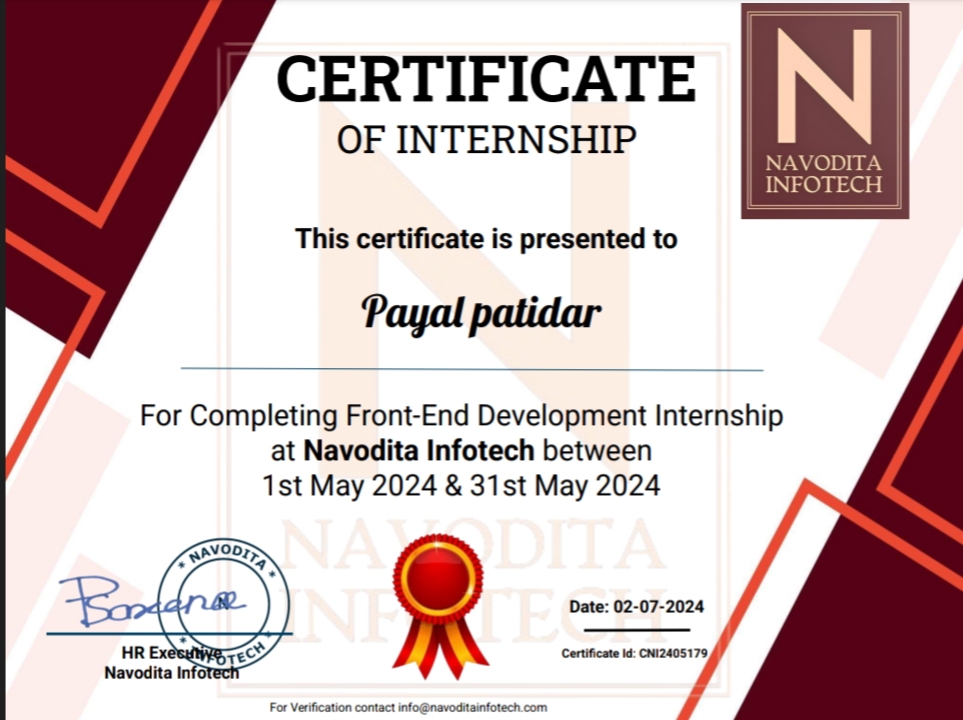 CERTIFICATE
OF INTERNSHIP
N
NAVODITA
INFOTECH
This certificate is presented to
Payal patidar
For Completing Front-End Development Internship
at Navodita Infotech between
1st May 2024 & 31st May 2024
NAVODITA
INFOTECH
* NAVODITA *
N
* INFOTECH *
HR Executive
Navodita Infotech
Date: 02-07-2024
Certificate Id: CNI2405179
For Verification contact info@navoditainfotech.com